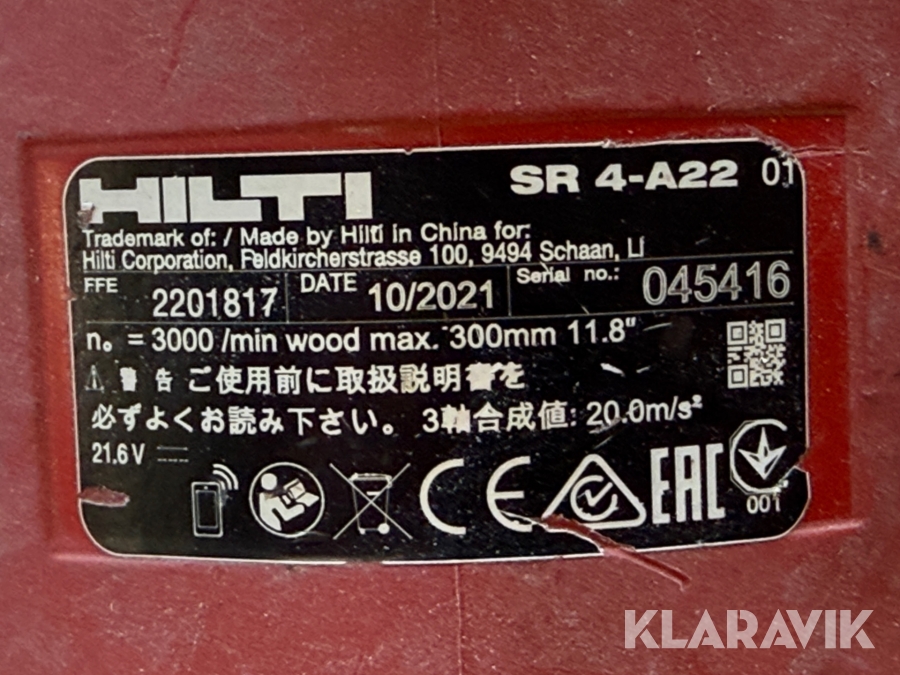 HILTI SR 4-A22 01
Trademark of: / Made by Hilti in China for:
Hilti Corporation, Feldkircherstrasse 100, 9494 Schaan, LI
FFE 2201817 DATE 10/2021 Serial no.: 045416
n₀ = 3000 /min wood max. 300mm 11.8"
⚠ 警告 ご使用前に取扱説明書を
必ずよくお読み下さい。 3軸合成値: 20.0m/s²
21.6 V
CE EAC
001
KLARAVIK